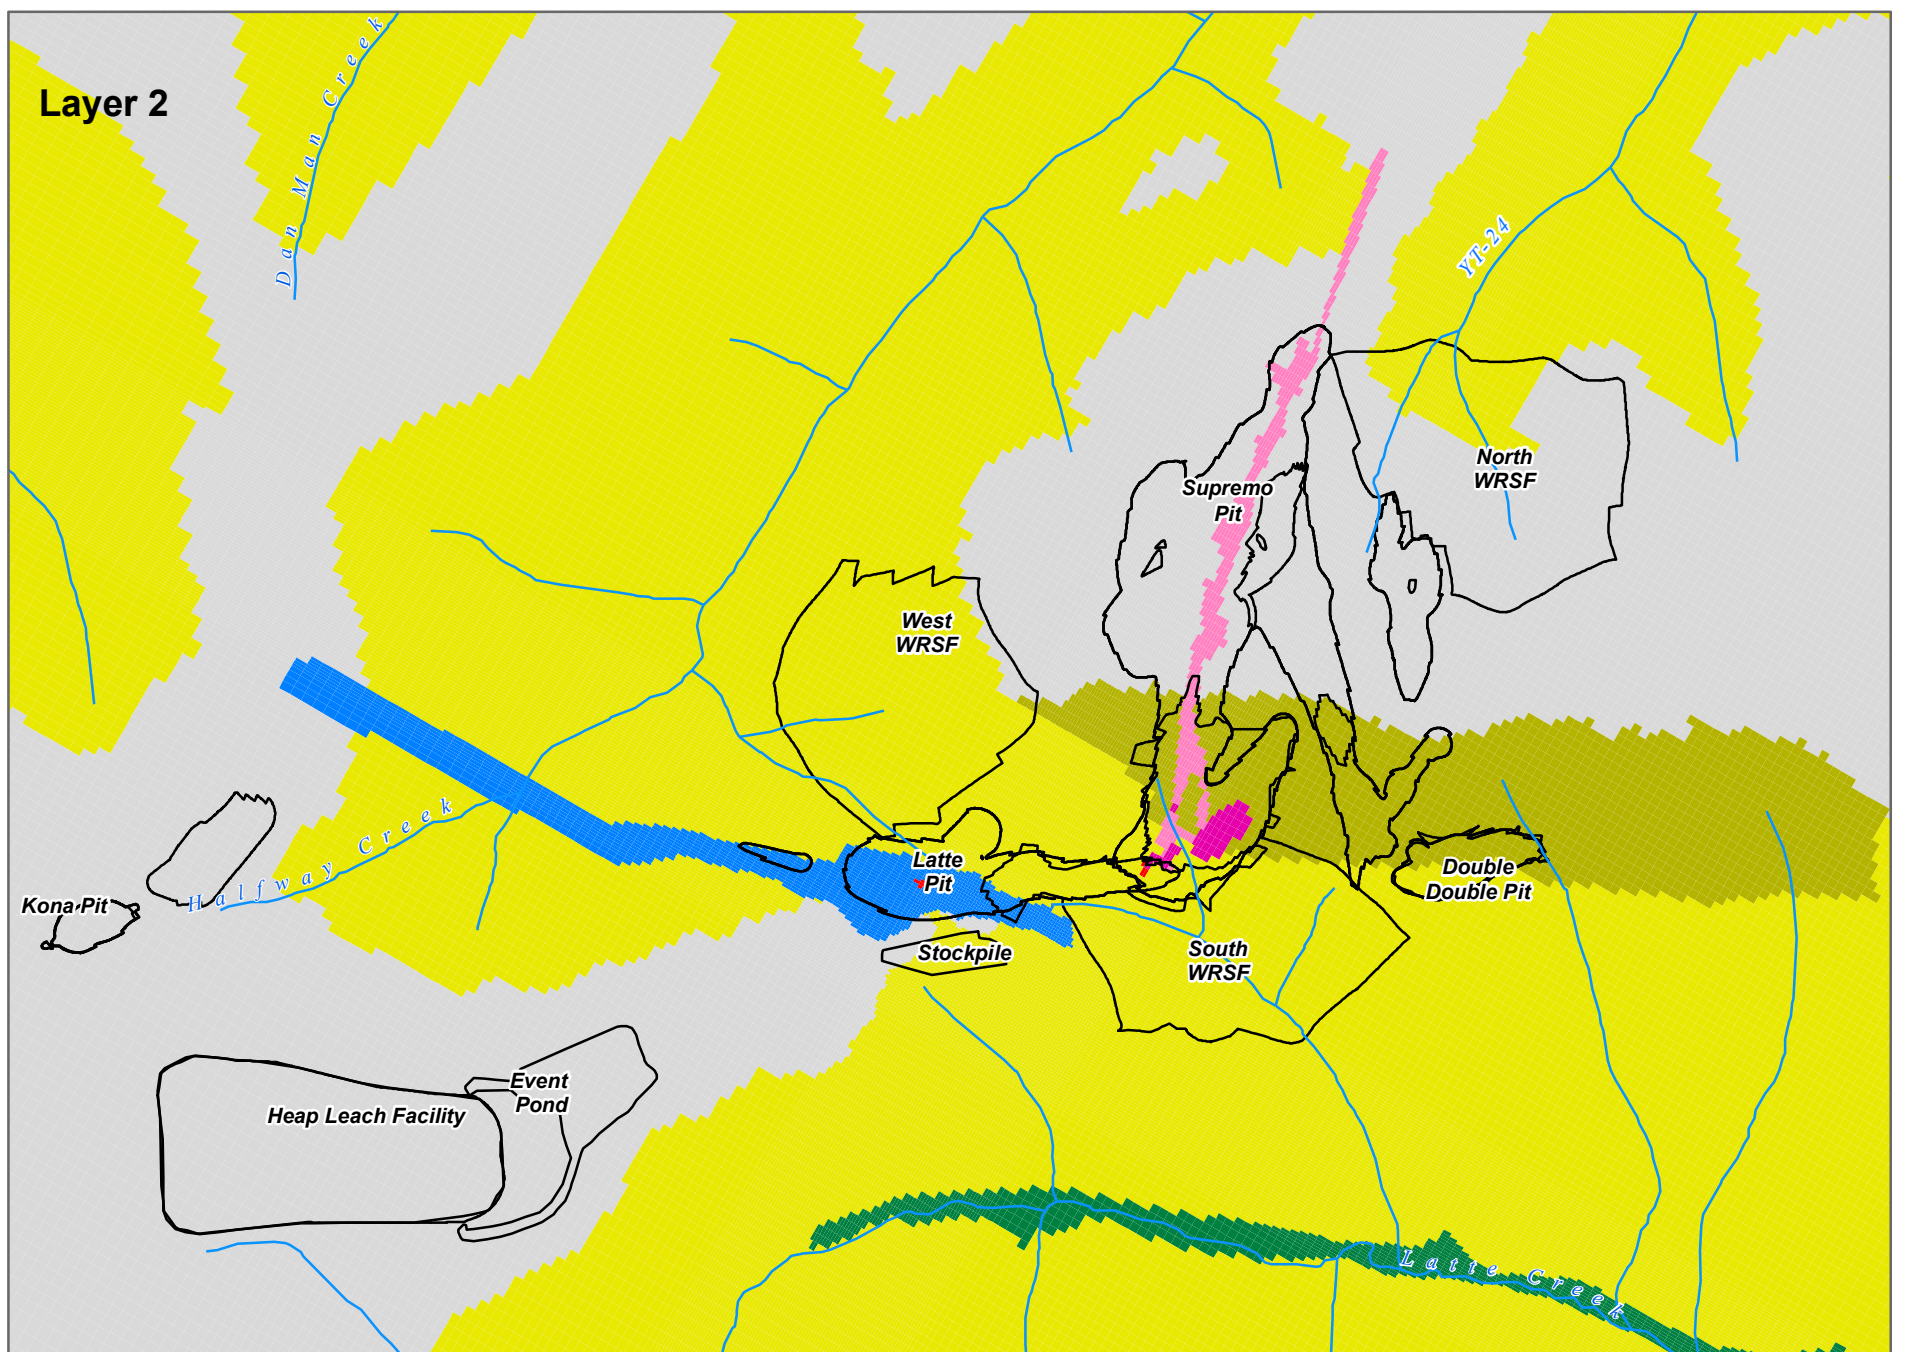 Layer 2
Dan Man Creek
YT-24
North
WRSF
Supremo
Pit
West
WRSF
Halfway Creek
Latte
Pit
Double
Double Pit
Kona Pit
Stockpile
South
WRSF
Event
Pond
Heap Leach Facility
Latte Creek